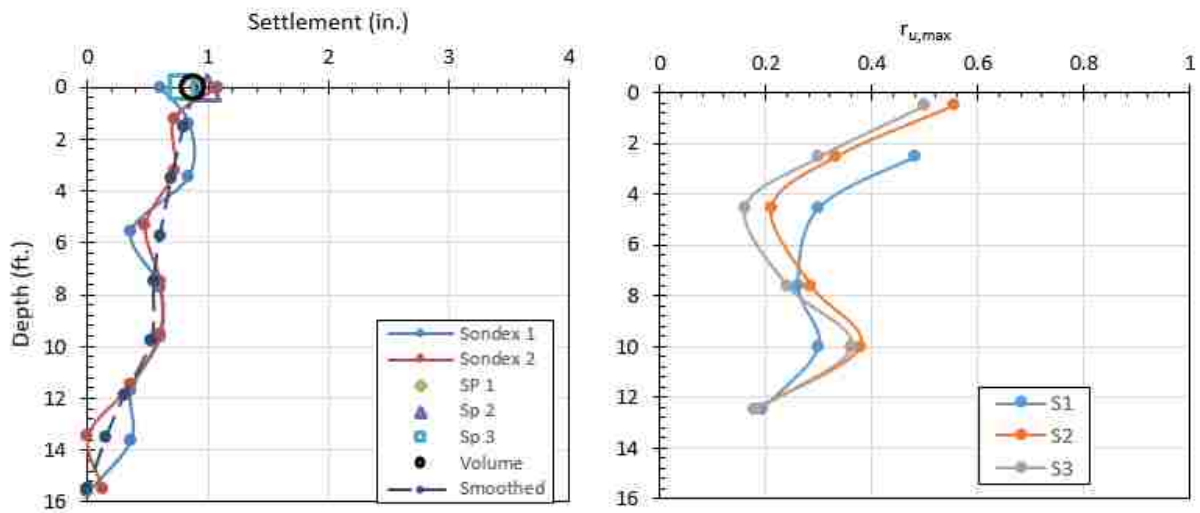 Settlement (in.)
0 1 2 3 4
0
2
4
6
8
10
12
14
16
Depth (ft.)
Sondex 1
Sondex 2
SP 1
Sp 2
Sp 3
Volume
Smoothed
ru,max
0 0.2 0.4 0.6 0.8 1
0
2
4
6
8
10
12
14
16
S1
S2
S3